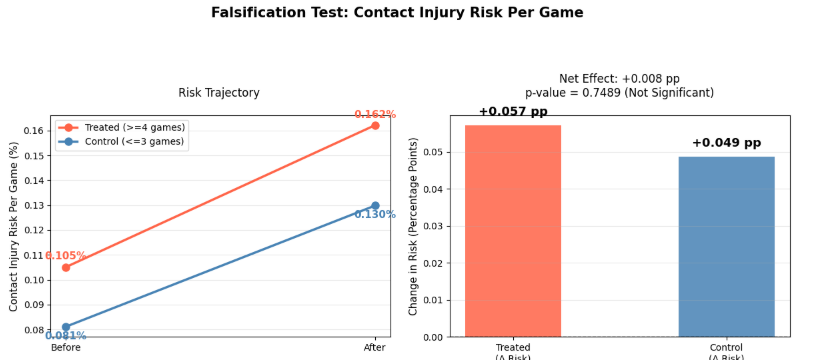 Falsification Test: Contact Injury Risk Per Game
Risk Trajectory
Contact Injury Risk Per Game (%)
0.16
0.15
0.14
0.13
0.12
0.11
0.10
0.09
0.08
Treated (>=4 games)
Control (<=3 games)
0.162%
0.130%
0.105%
0.081%
Before
After
Net Effect: +0.008 pp
p-value = 0.7489 (Not Significant)
Change in Risk (Percentage Points)
0.05
0.04
0.03
0.02
0.01
0.00
+0.057 pp
+0.049 pp
Treated
(Δ Risk)
Control
(Δ Risk)